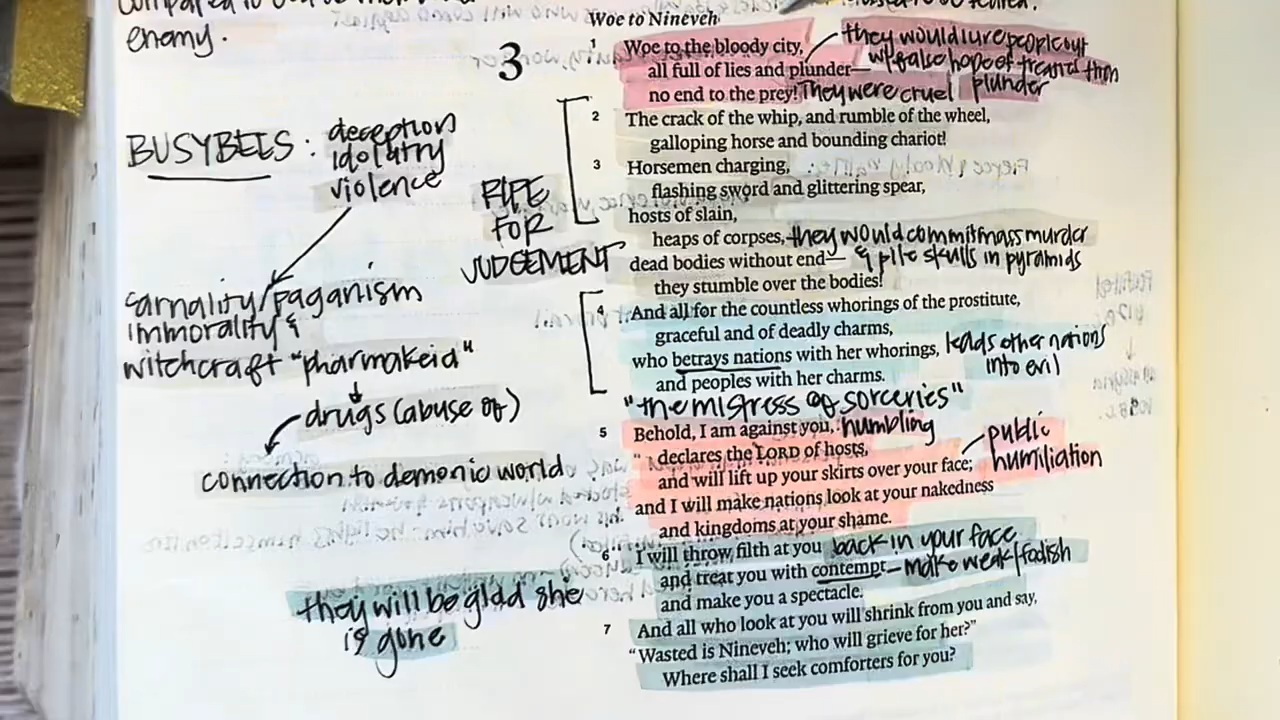 enemy.
Woe to Nineveh
3
1 Woe to the bloody city,
all full of lies and plunder—
no end to the prey!
they would lure people out
w/ false hope of treaties then
plunder
They were cruel
2 The crack of the whip, and rumble of the wheel,
galloping horse and bounding chariot!
3 Horsemen charging,
flashing sword and glittering spear,
hosts of slain,
heaps of corpses,
dead bodies without end—
they stumble over the bodies!
they would commit mass murder
& pile skulls in pyramids
BUSYBEES:
deception
idolatry
violence
RIPE
FOR
JUDGEMENT
carnality/paganism
immorality &
witchcraft "pharmakeia"
drugs (abuse of)
connection to demonic world
4 And all for the countless whorings of the prostitute,
graceful and of deadly charms,
who betrays nations with her whorings,
and peoples with her charms.
leads other nations
into evil
"the mistress of sorceries"
5 Behold, I am against you,
declares the LORD of hosts,
and will lift up your skirts over your face;
and I will make nations look at your nakedness
and kingdoms at your shame.
humbling
public
humiliation
6 I will throw filth at you
and treat you with contempt
and make you a spectacle.
back in your face
– make weak/foolish
7 And all who look at you will shrink from you and say,
"Wasted is Nineveh; who will grieve for her?"
Where shall I seek comforters for you?
they will be glad she
is gone